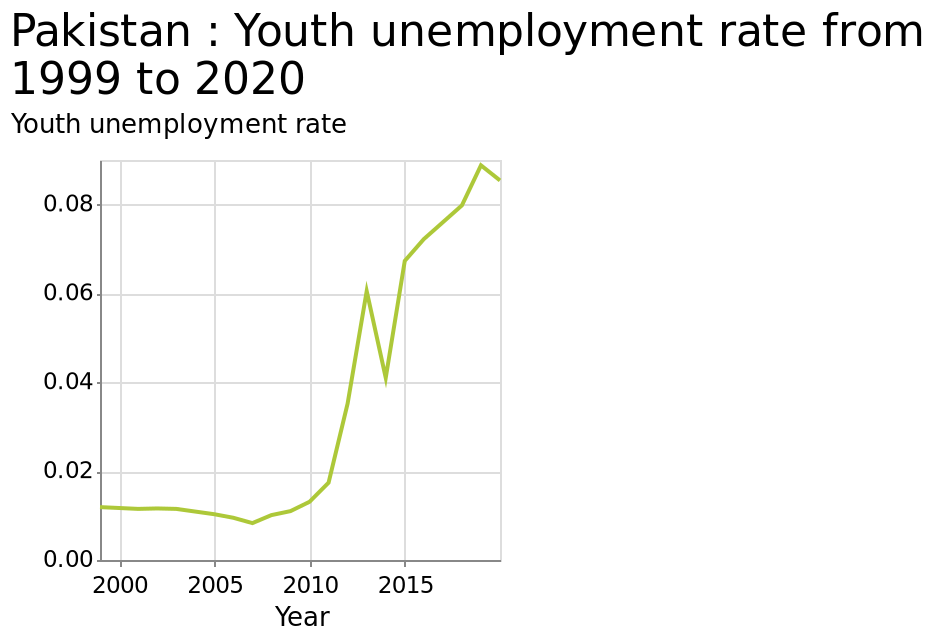 Pakistan : Youth unemployment rate from
1999 to 2020
Youth unemployment rate
0.08
0.06
0.04
0.02
0.00
2000 2005 2010 2015
Year